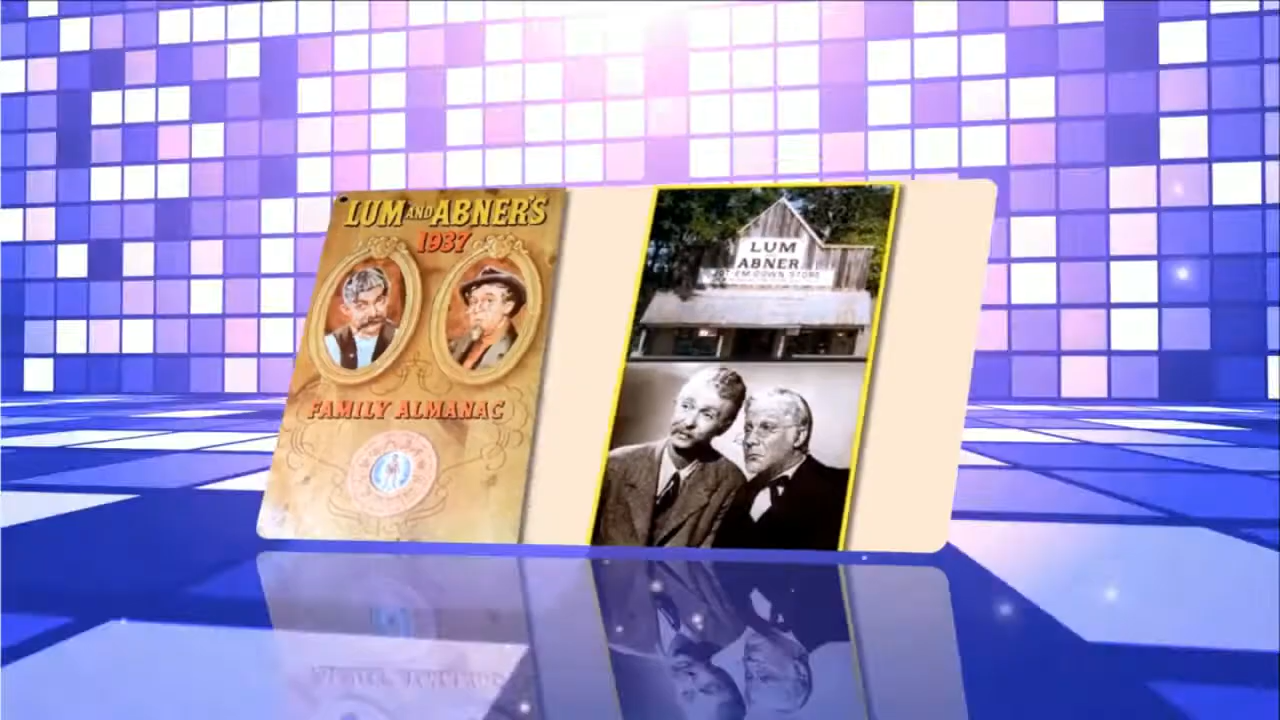 LUM AND ABNER'S
1937
FAMILY ALMANAC
LUM
ABNER
JOT 'EM DOWN STORE